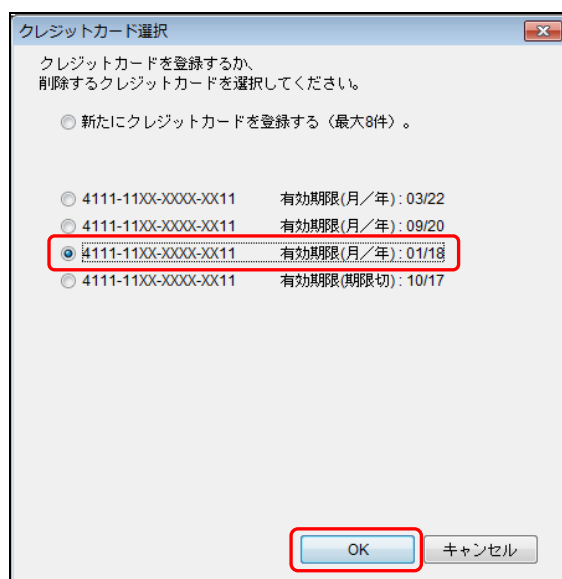 クレジットカード選択
クレジットカードを登録するか、
削除するクレジットカードを選択してください。
新たにクレジットカードを登録する（最大8件）。
4111-11XX-XXXX-XX11 有効期限(月／年) : 03/22
4111-11XX-XXXX-XX11 有効期限(月／年) : 09/20
4111-11XX-XXXX-XX11 有効期限(月／年) : 01/18
4111-11XX-XXXX-XX11 有効期限(期限切) : 10/17
OK キャンセル